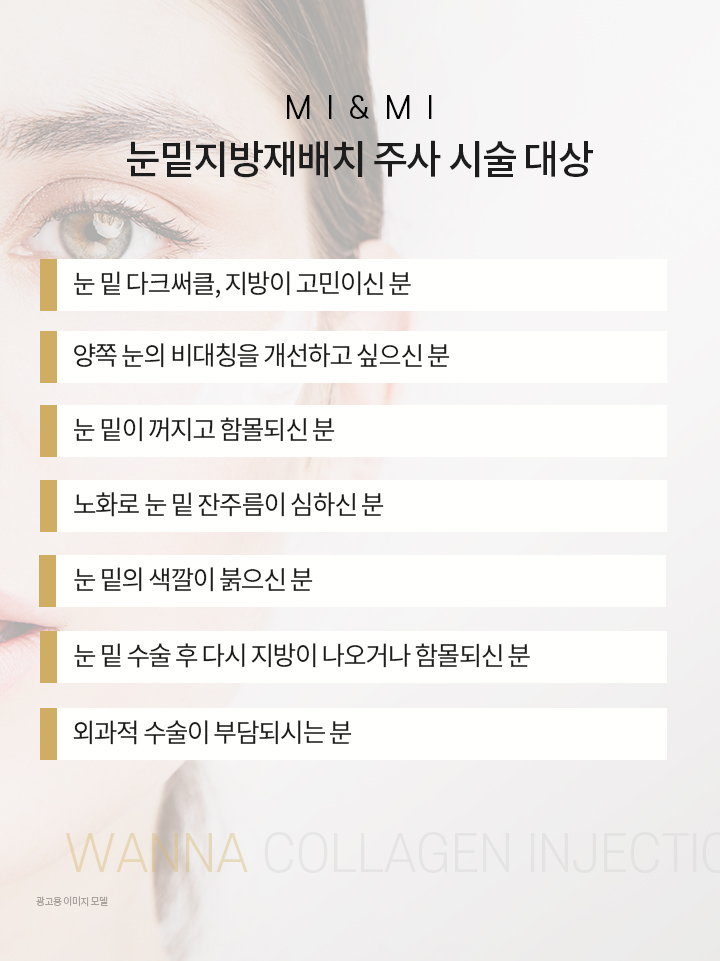 MI&MI
눈밑지방재배치 주사 시술 대상
눈 밑 다크써클, 지방이 고민이신 분
양쪽 눈의 비대칭을 개선하고 싶으신 분
눈 밑이 꺼지고 함몰되신 분
노화로 눈 밑 잔주름이 심하신 분
눈 밑의 색깔이 붉으신 분
눈 밑 수술 후 다시 지방이 나오거나 함몰되신 분
외과적 수술이 부담되시는 분
WANNA COLLAGEN INJECTIO
광고용 이미지 모델